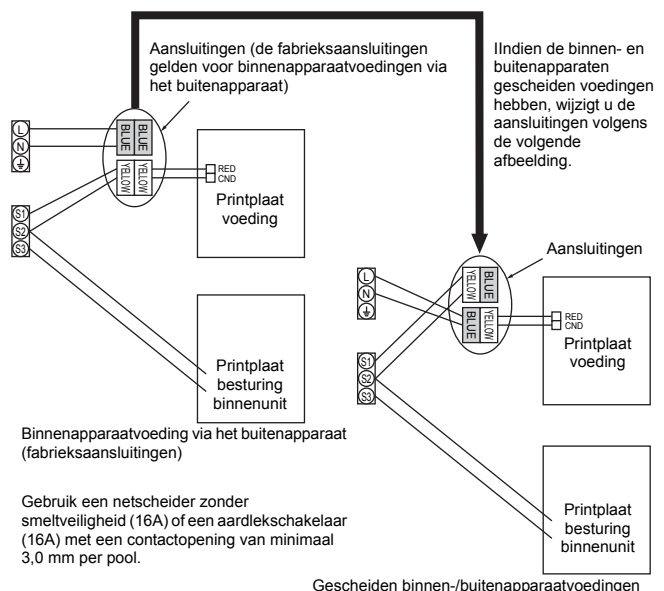 Aansluitingen (de fabrieksaansluitingen
gelden voor binnenapparaatvoedingen via
het buitenapparaat)
IIndien de binnen- en
buitenapparaten
gescheiden voedingen
hebben, wijzigt u de
aansluitingen volgens
de volgende
afbeelding.
L
N
BLUE
BLUE
YELLOW
YELLOW
RED
CND
Printplaat
voeding
S1
S2
S3
Printplaat
besturing
binnenunit
Binnenapparaatvoeding via het buitenapparaat
(fabrieksaansluitingen)
Gebruik een netscheider zonder
smeltveiligheid (16A) of een aardlekschakelaar
(16A) met een contactopening van minimaal
3,0 mm per pool.
Aansluitingen
L
N
YELLOW
BLUE
BLUE
YELLOW
RED
CND
Printplaat
voeding
S1
S2
S3
Printplaat
besturing
binnenunit
Gescheiden binnen-/buitenapparaatvoedingen